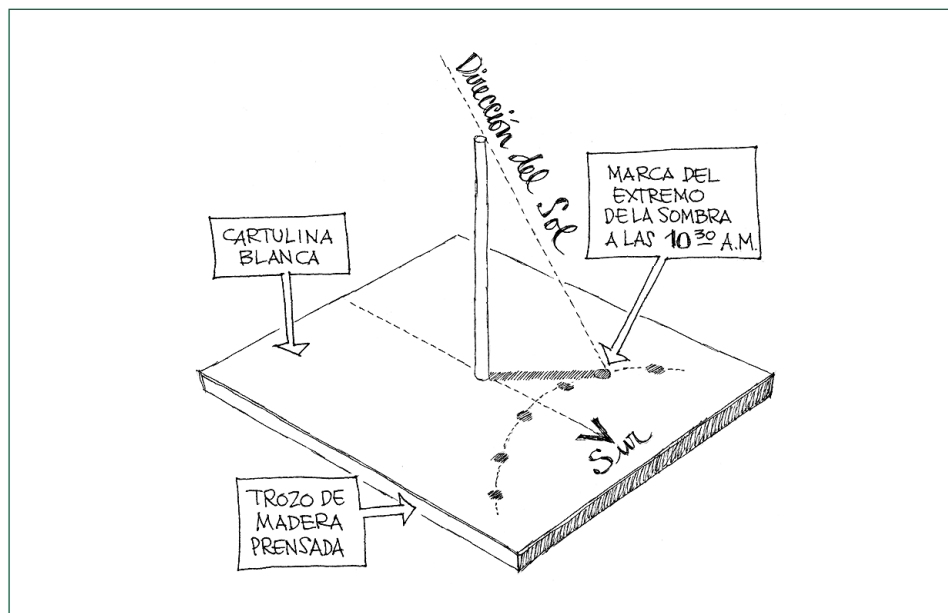 Dirección del Sol
MARCA DEL
EXTREMO
DE LA SOMBRA
A LAS 10 30 A.M.
CARTULINA
BLANCA
Sur
TROZO DE
MADERA
PRENSADA